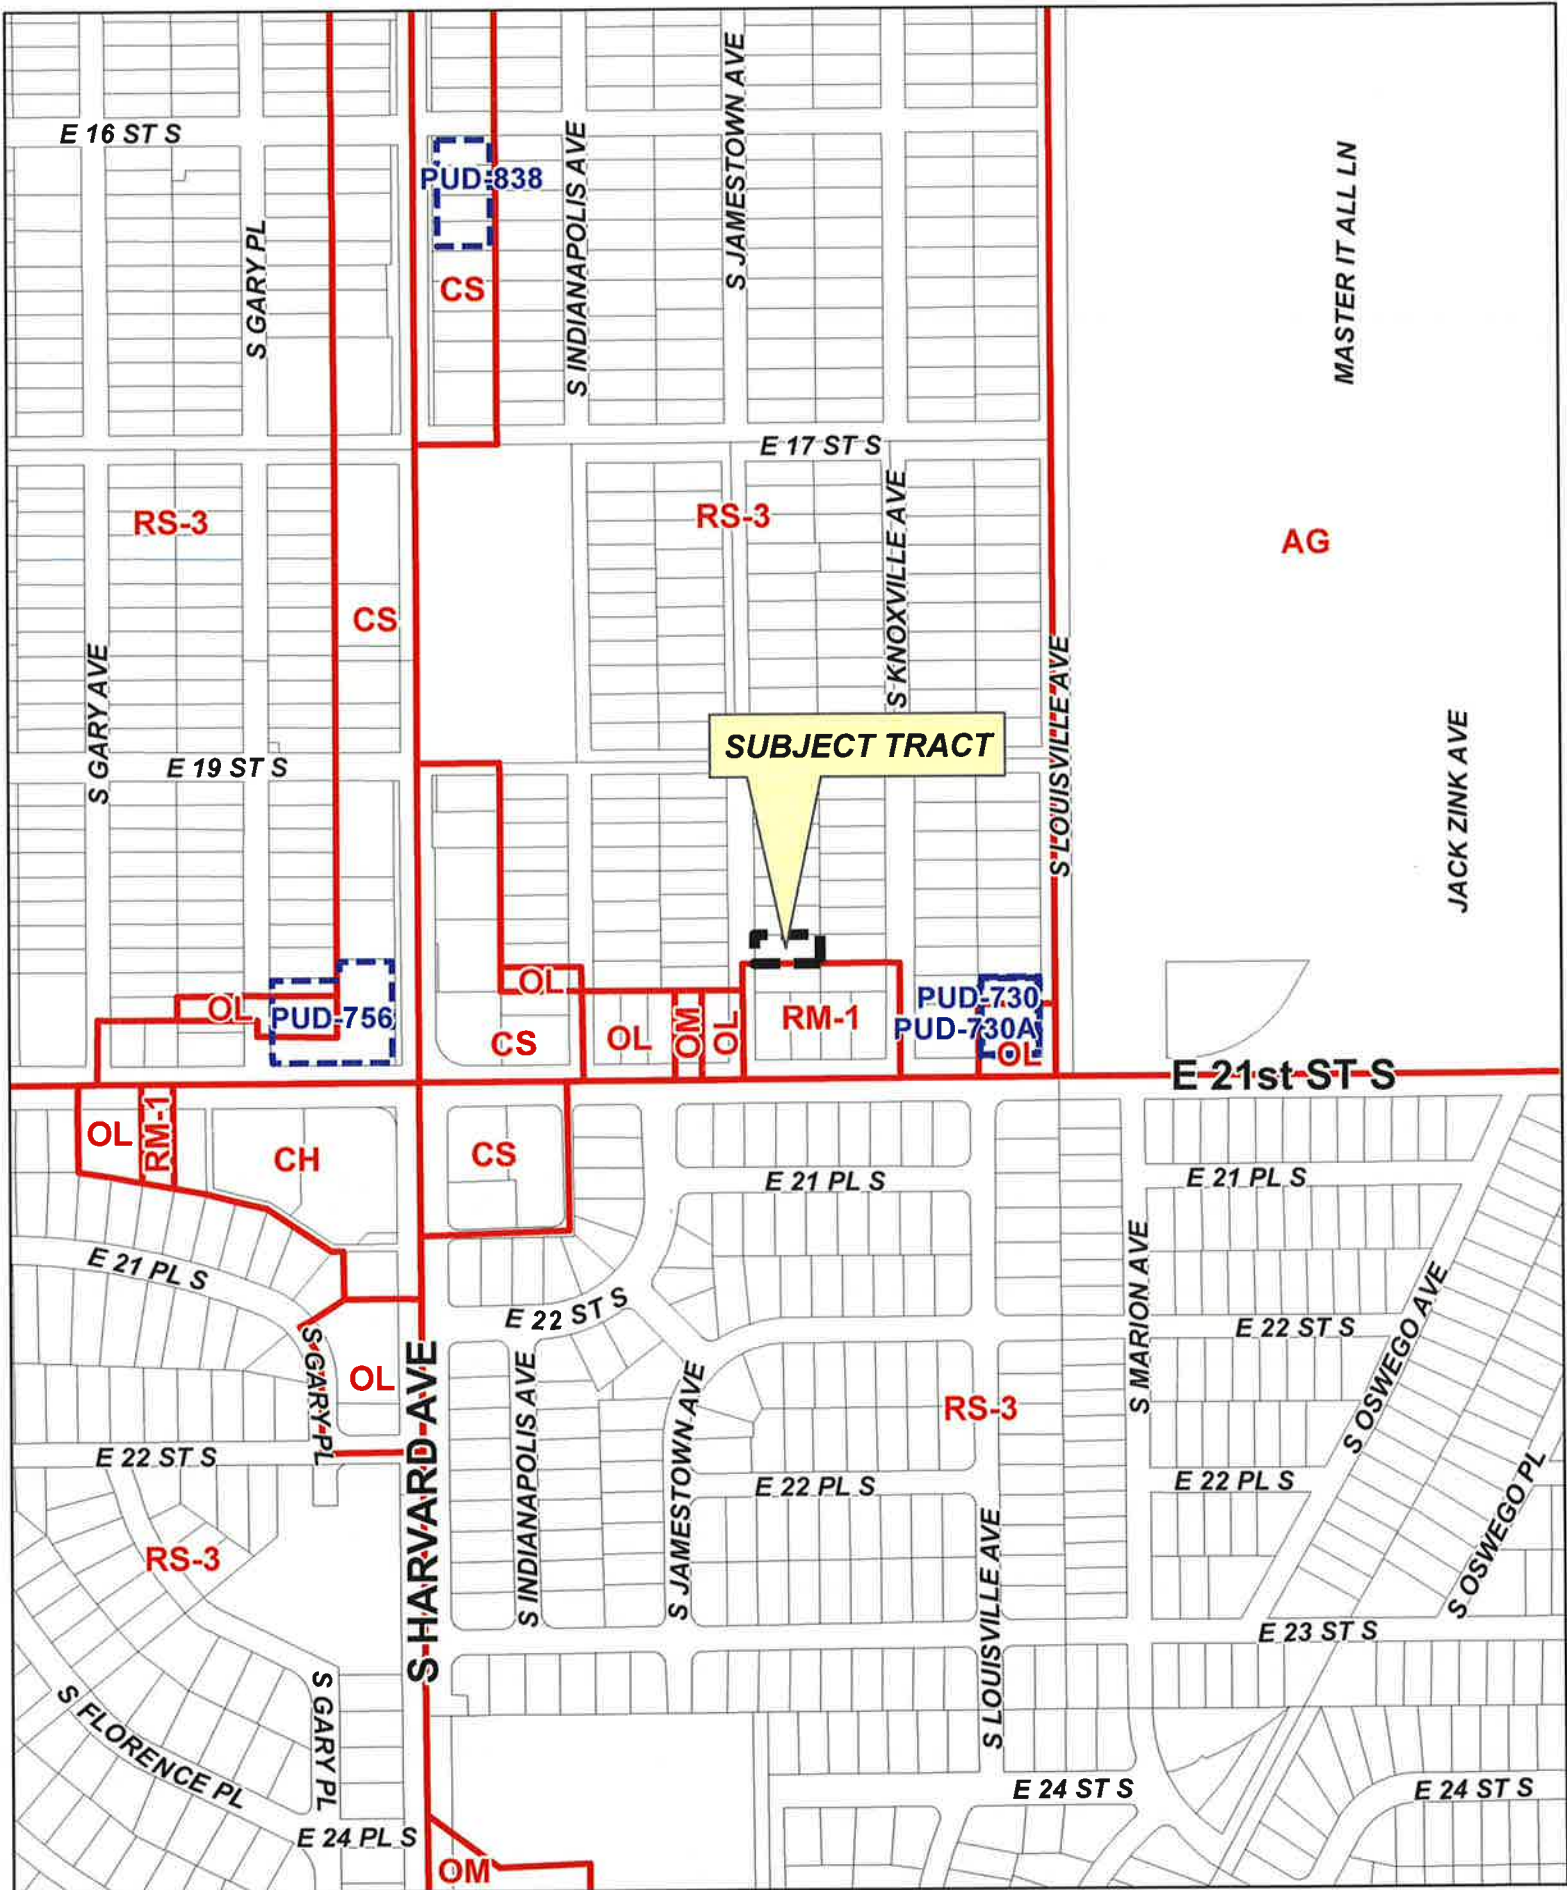 E 16 ST S
S GARY PL
PUD-838
CS
S INDIANAPOLIS AVE
S JAMESTOWN AVE
MASTER IT ALL LN
E 17 ST S
RS-3
RS-3
S KNOXVILLE AVE
AG
CS
S GARY AVE
E 19 ST S
SUBJECT TRACT
S LOUISVILLE AVE
JACK ZINK AVE
OL
PUD-756
OL
CS
OL
OM
OL
RM-1
PUD-730
PUD-730A
OL
E 21st ST S
OL
RM-1
CH
CS
E 21 PL S
E 21 PL S
E 21 PL S
E 22 ST S
S GARY PL
OL
S HARVARD AVE
S INDIANAPOLIS AVE
S JAMESTOWN AVE
RS-3
S MARION AVE
E 22 ST S
S OSWEGO AVE
E 22 ST S
E 22 PL S
E 22 PL S
S OSWEGO PL
RS-3
S LOUISVILLE AVE
E 23 ST S
S FLORENCE PL
S GARY PL
E 24 ST S
E 24 ST S
E 24 PL S
OM